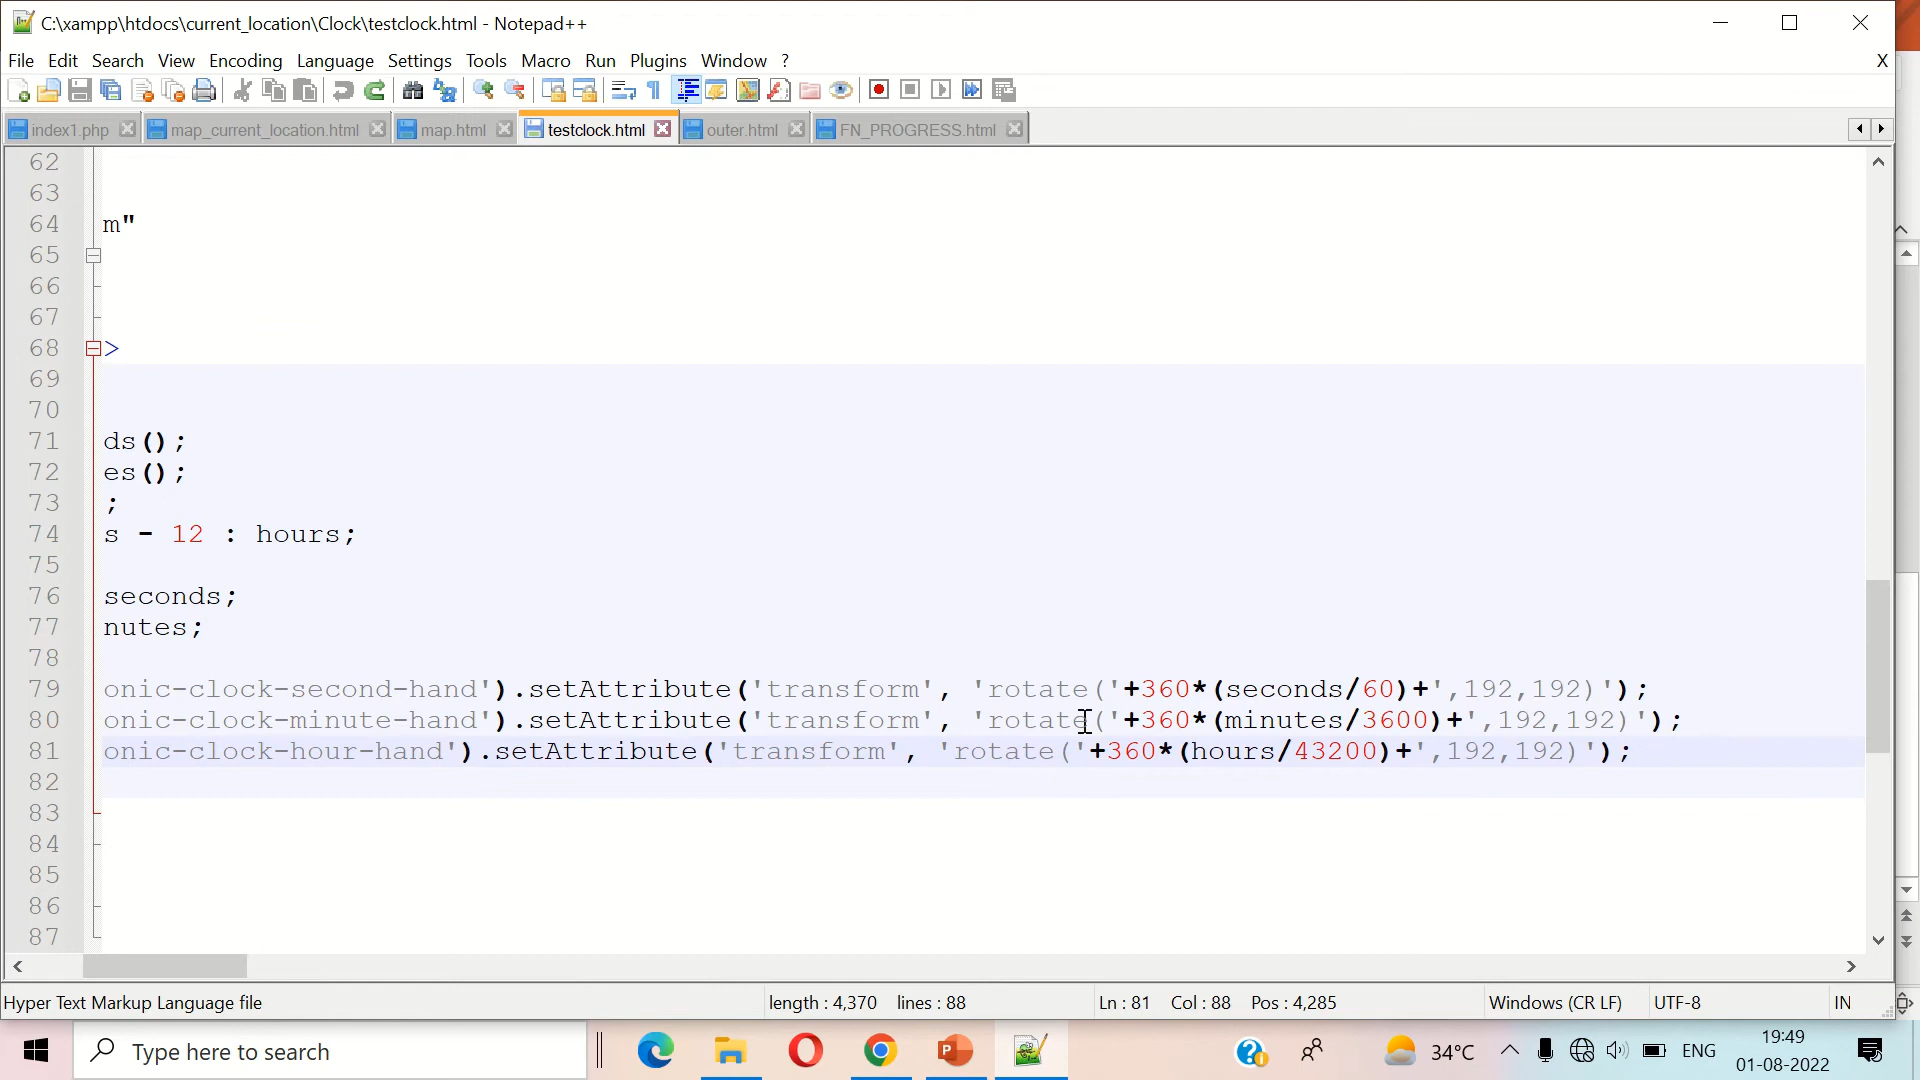 C:\xampp\htdocs\current_location\Clock\testclock.html - Notepad++
File Edit Search View Encoding Language Settings Tools Macro Run Plugins Window ? X
index1.php map_current_location.html map.html testclock.html outer.html FN_PROGRESS.html
62
63
64 m"
65
66
67
68 >
69
70
71 ds();
72 es();
73 ;
74 s - 12 : hours;
75
76 seconds;
77 nutes;
78
79 onic-clock-second-hand').setAttribute('transform', 'rotate('+360*(seconds/60)+',192,192)');
80 onic-clock-minute-hand').setAttribute('transform', 'rotate('+360*(minutes/3600)+',192,192)');
81 onic-clock-hour-hand').setAttribute('transform', 'rotate('+360*(hours/43200)+',192,192)');
82
83
84
85
86
87
Hyper Text Markup Language file length : 4,370 lines : 88 Ln : 81 Col : 88 Pos : 4,285 Windows (CR LF) UTF-8 IN
Type here to search 34°C ENG 19:49
01-08-2022